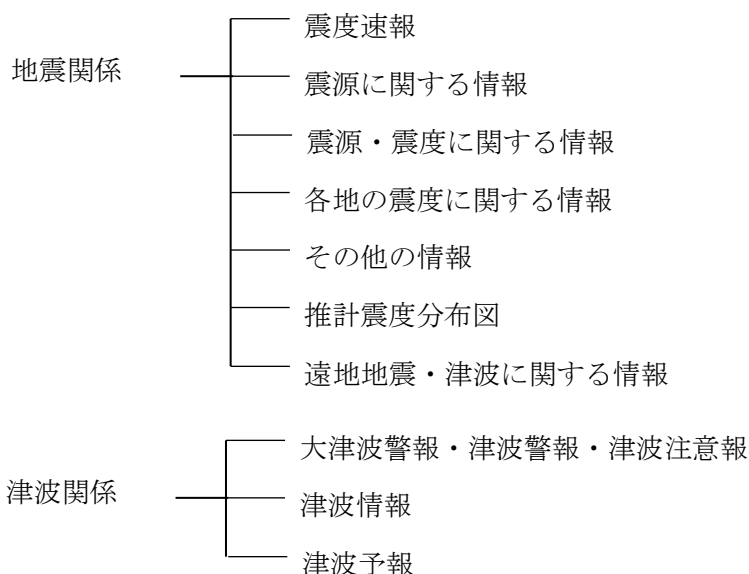 震度速報
地震関係
震源に関する情報
震源・震度に関する情報
各地の震度に関する情報
その他の情報
推計震度分布図
遠地地震・津波に関する情報
大津波警報・津波警報・津波注意報
津波関係
津波情報
津波予報